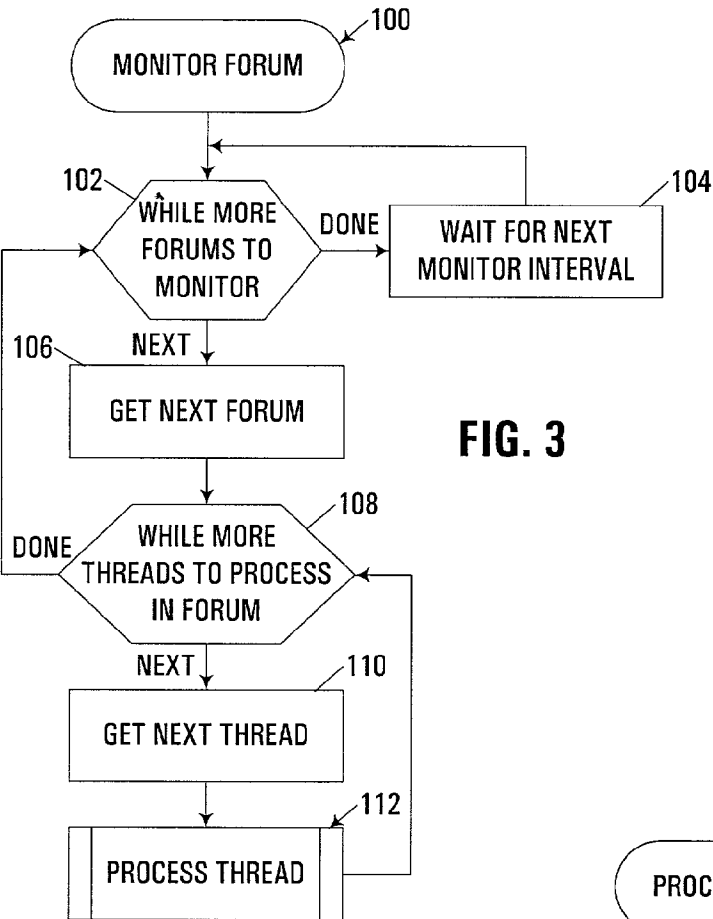 100
MONITOR FORUM
102
WHILE MORE
FORUMS TO
MONITOR
DONE
104
WAIT FOR NEXT
MONITOR INTERVAL
NEXT
106
GET NEXT FORUM
FIG. 3
108
DONE
WHILE MORE
THREADS TO PROCESS
IN FORUM
NEXT
110
GET NEXT THREAD
112
PROCESS THREAD
PROC